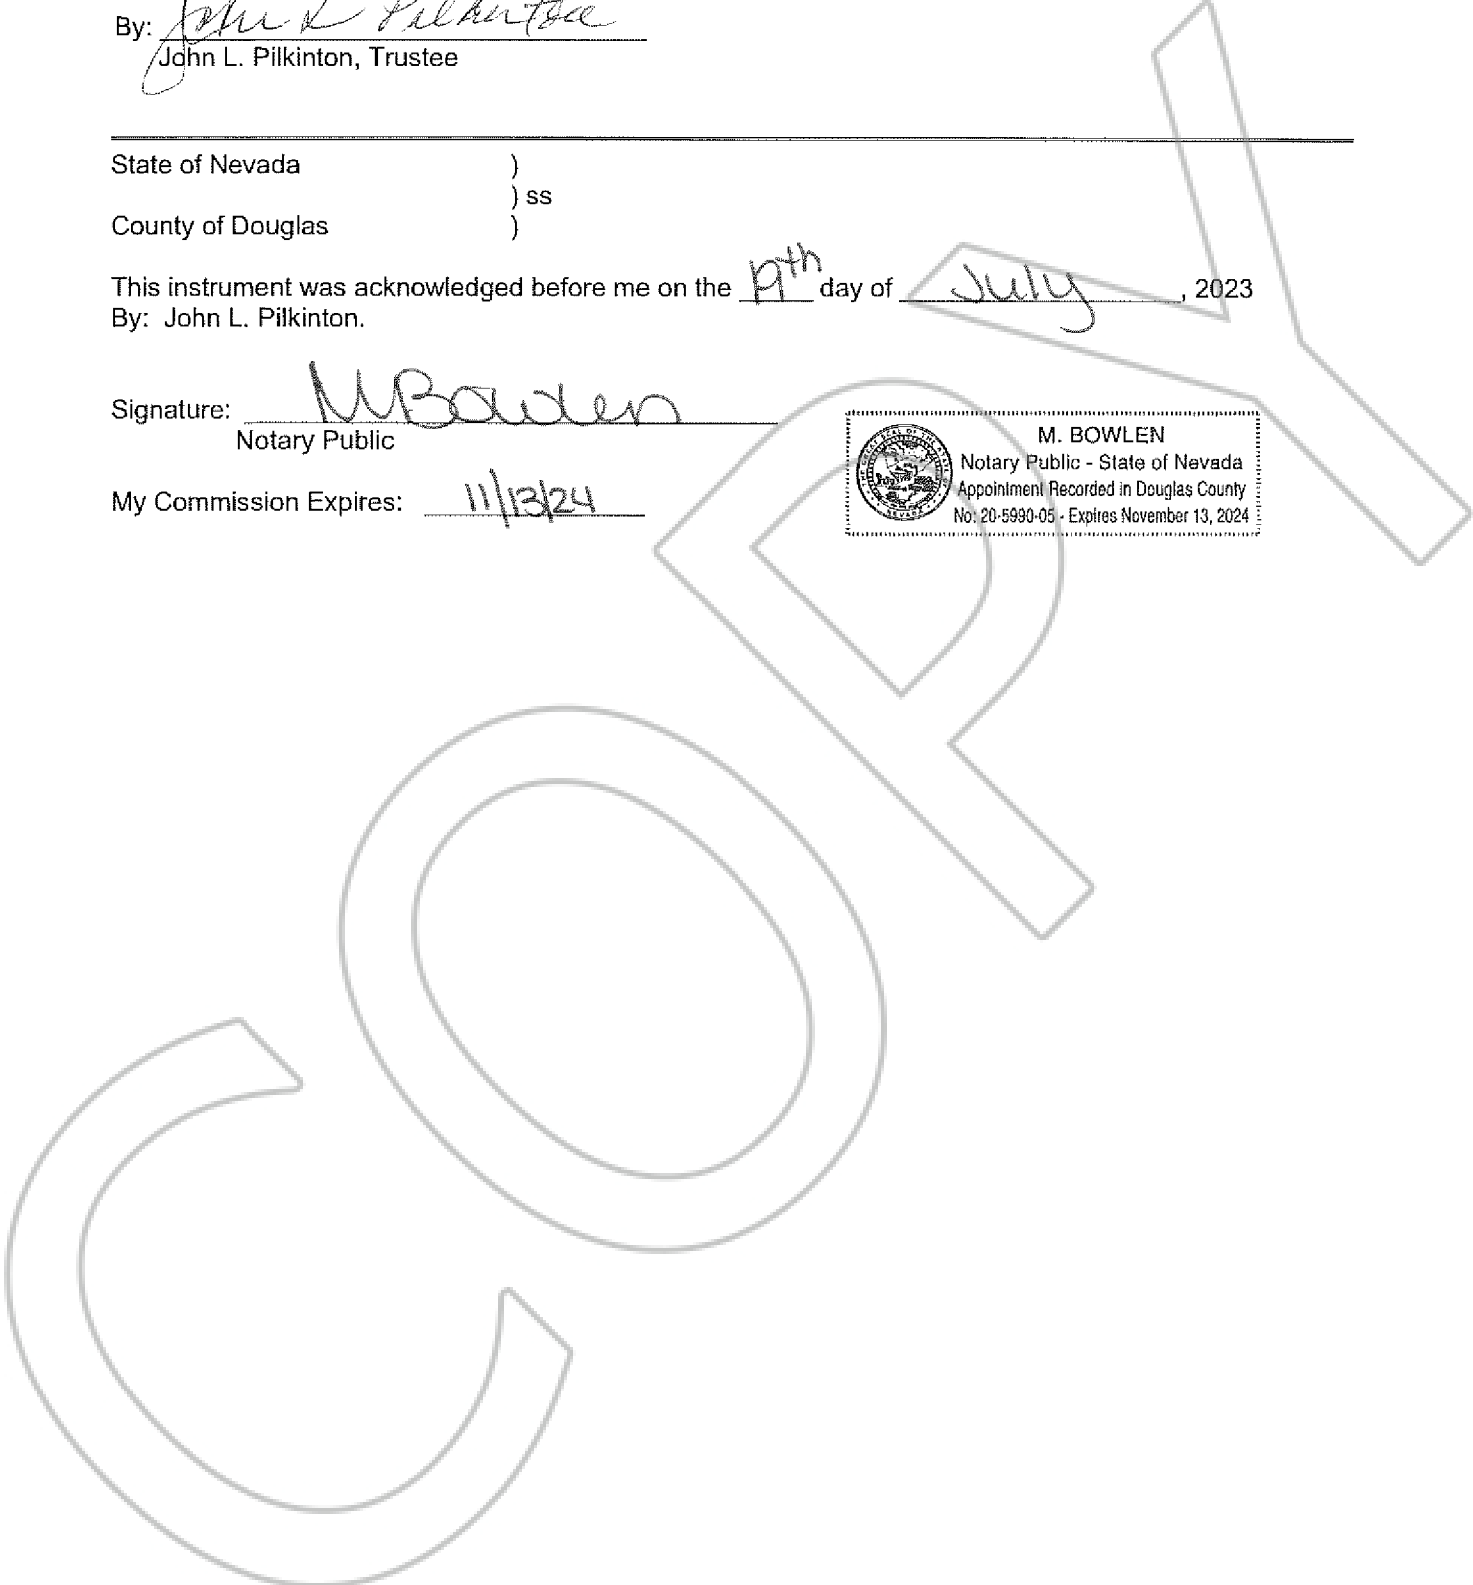 By: John L Pilkinton
John L. Pilkinton, Trustee
State of Nevada )
) ss
County of Douglas )
This instrument was acknowledged before me on the 19th day of July, 2023
By: John L. Pilkinton.
Signature: MBowlen
Notary Public
M. BOWLEN
Notary Public - State of Nevada
Appointment Recorded in Douglas County
No: 20-5990-05 - Expires November 13, 2024
My Commission Expires: 11/13/24
COPY